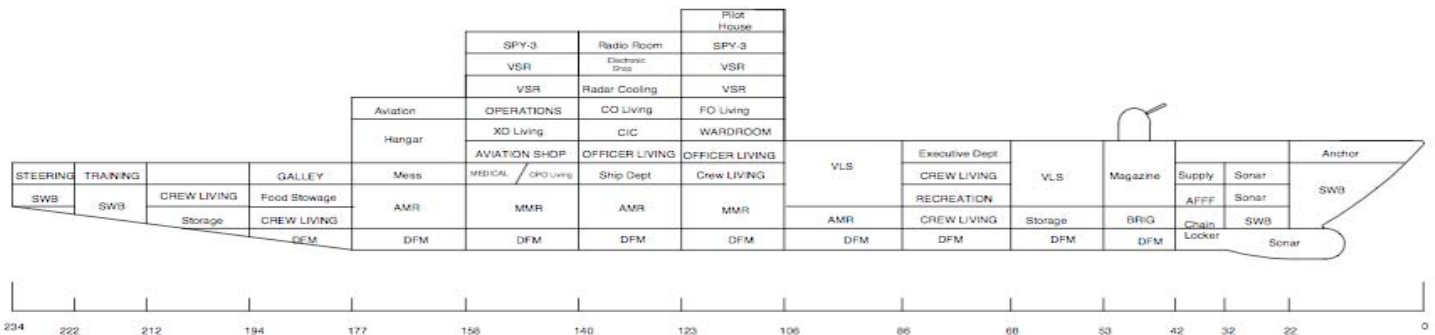 Pilot
House
SPY-3 Radio Room SPY-3
VSR Electronic VSR
Shop
VSR Radar Cooling VSR
Aviation OPERATIONS CO Living FO Living
Hangar XO Living CIC WARDROOM
AVIATION SHOP OFFICER LIVING OFFICER LIVING VLS Executive Dept Anchor
STEERING TRAINING GALLEY Mess MEDICAL / CPO Living Ship Dept Crew LIVING CREW LIVING VLS Magazine Supply Sonar
SWB SWB CREW LIVING Food Stowage AMR MMR AMR MMR RECREATION AFFF Sonar SWB
Storage CREW LIVING AMR CREW LIVING Storage BRIG Chain SWB
Locker
DFM DFM DFM DFM DFM DFM DFM DFM DFM Sonar
234 222 212 194 177 158 140 123 106 86 68 53 42 32 22 0